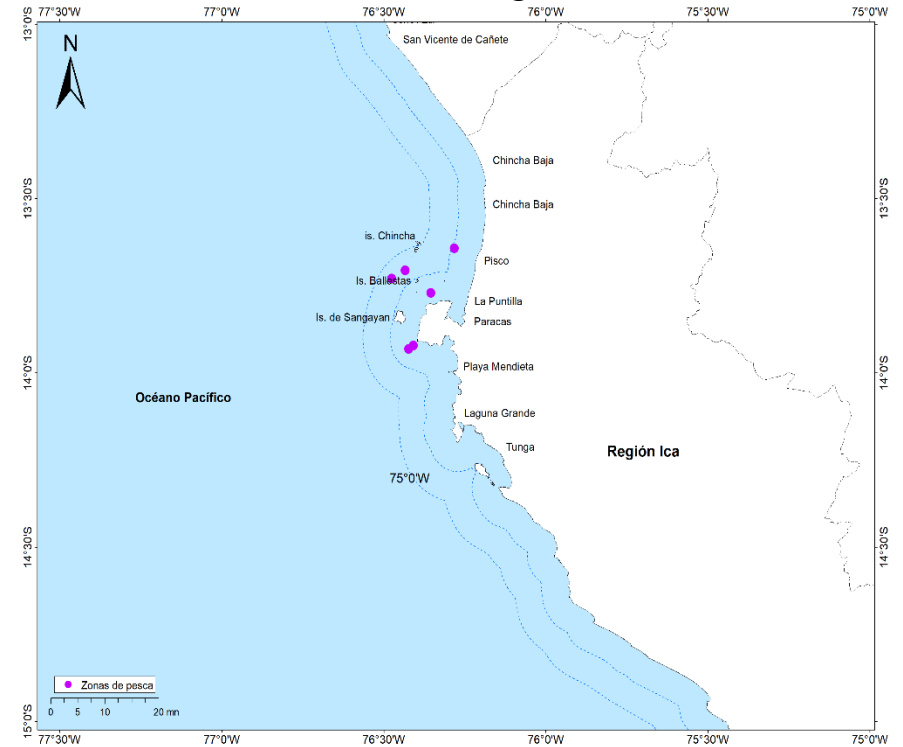 77°30'W 77°0'W 76°30'W 76°0'W 75°30'W 75°0'W
13°0'S
13°0'S
N
San Vicente de Cañete
Chincha Baja
13°30'S
13°30'S
Chincha Baja
is. Chincha
Pisco
Is. Ballestas
La Puntilla
Is. de Sangayan
Paracas
Playa Mendieta
14°0'S
14°0'S
Océano Pacífico
Laguna Grande
Tunga
Región Ica
75°0'W
14°30'S
14°30'S
Zonas de pesca
0 5 10 20 mn
15°0'S
15°0'S
77°30'W 77°0'W 76°30'W 76°0'W 75°30'W 75°0'W